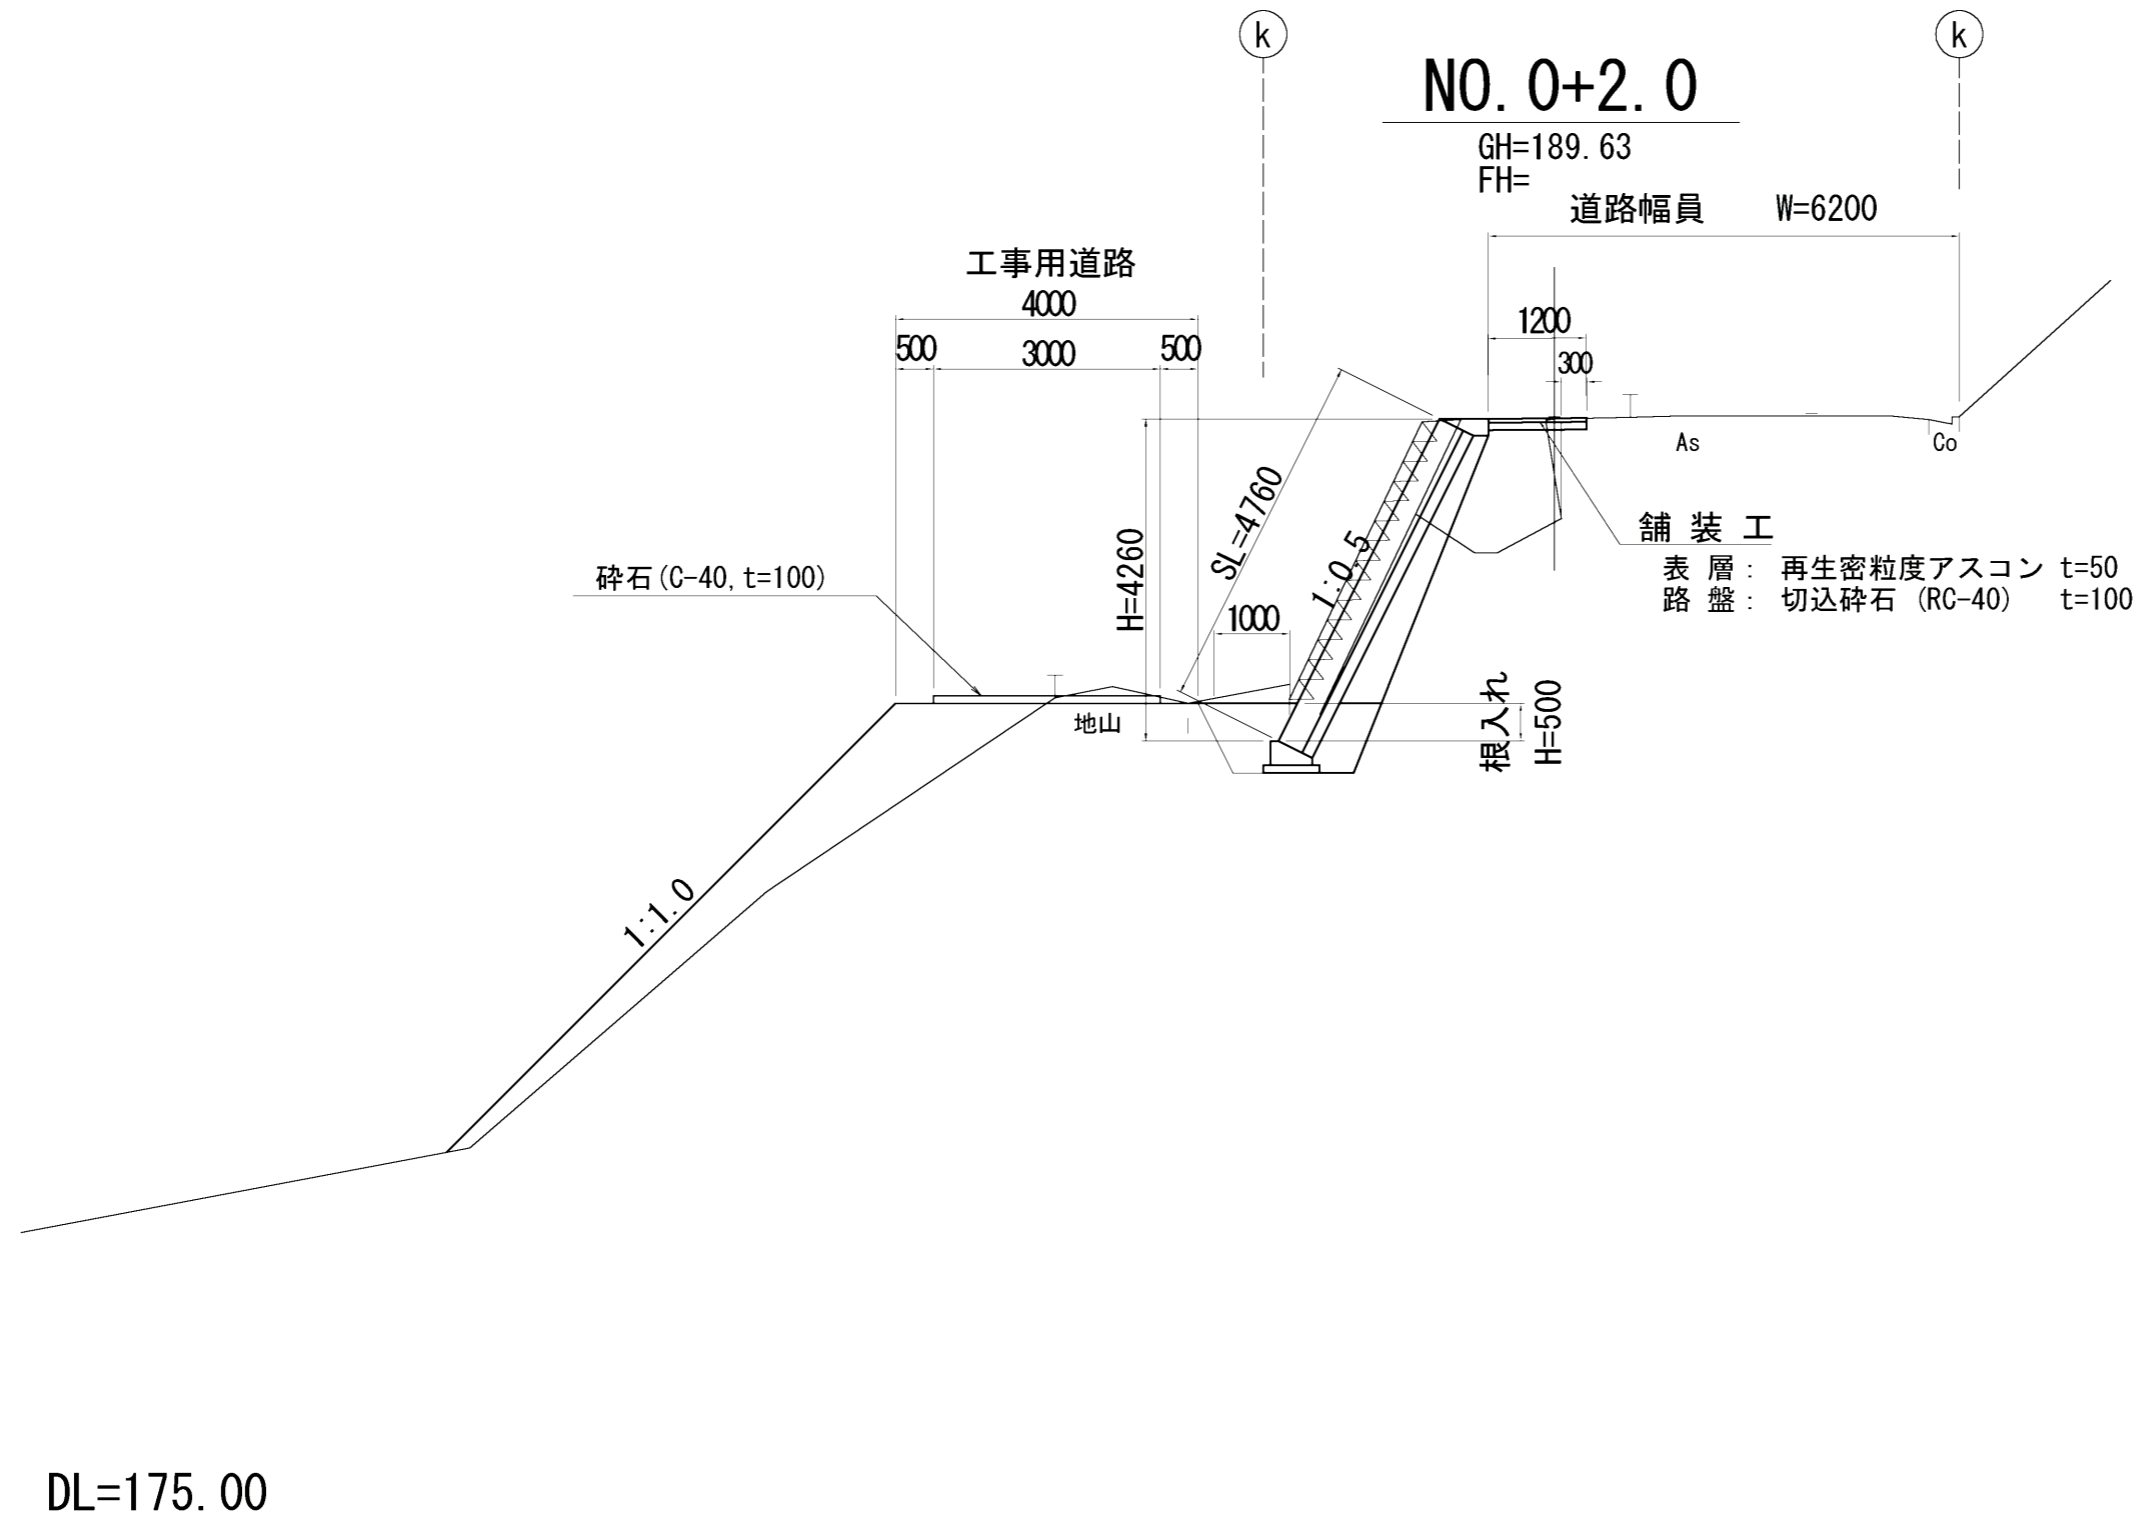 k
k
NO.0+2.0
GH=189.63
FH=
道路幅員 W=6200
工事用道路
4000
500
3000
500
1200
300
As
Co
SL=4760
1:0.5
H=4260
舗 装 工
表 層： 再生密粒度アスコン t=50
路 盤： 切込砕石 (RC-40) t=100
砕石(C-40,t=100)
1000
地山
根入れ
H=500
1:1.0
DL=175.00